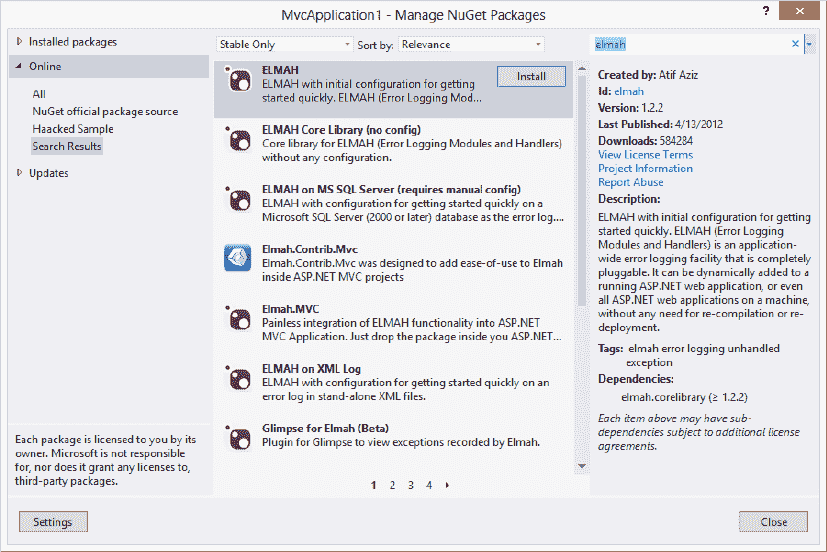 MvcApplication1 - Manage NuGet Packages
?
Installed packages
Online
All
NuGet official package source
Haacked Sample
Search Results
Updates
Each package is licensed to you by its
owner. Microsoft is not responsible
for, nor does it grant any licenses to,
third-party packages.
Settings
Stable Only
Sort by: Relevance
ELMAH
ELMAH with initial configuration for getting
started quickly. ELMAH (Error Logging Mod...
Install
ELMAH Core Library (no config)
Core library for ELMAH (Error Logging Modules and Handlers)
without any configuration.
ELMAH on MS SQL Server (requires manual config)
ELMAH with configuration for getting started quickly on a
Microsoft SQL Server (2000 or later) database as the error log....
Elmah.Contrib.Mvc
Elmah.Contrib.Mvc was designed to add ease-of-use to Elmah
inside ASP.NET MVC projects
Elmah.MVC
Painless integration of ELMAH functionality into ASP.NET
MVC Application. Just drop the package inside you ASP.NET...
ELMAH on XML Log
ELMAH with configuration for getting started quickly on an
error log in stand-alone XML files.
Glimpse for Elmah (Beta)
Plugin for Glimpse to view exceptions recorded by Elmah.
1 2 3 4
elmah
Created by: Atif Aziz
Id: elmah
Version: 1.2.2
Last Published: 4/13/2012
Downloads: 584284
View License Terms
Project Information
Report Abuse
Description:
ELMAH with initial configuration for getting
started quickly. ELMAH (Error Logging
Modules and Handlers) is an application-
wide error logging facility that is completely
pluggable. It can be dynamically added to a
running ASP.NET web application, or even
all ASP.NET web applications on a machine,
without any need for re-compilation or re-
deployment.
Tags: elmah error logging unhandled
exception
Dependencies:
elmah.corelibrary (≥ 1.2.2)
Each item above may have sub-
dependencies subject to additional license
agreements.
Close